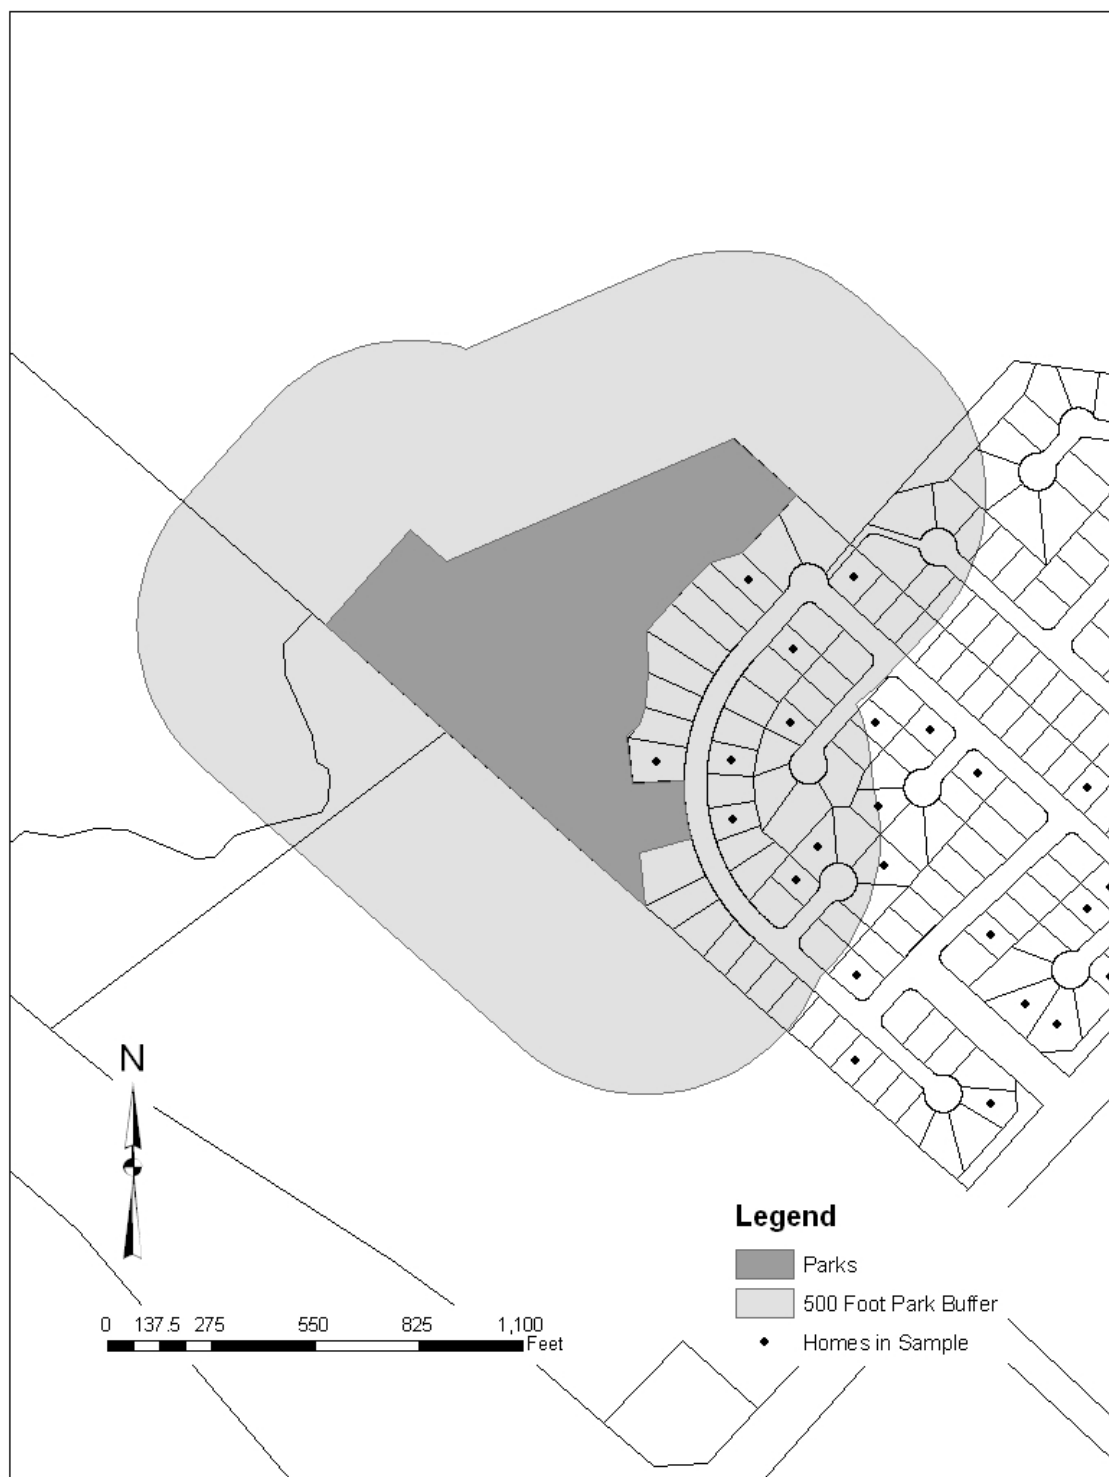 N
Legend
Parks
500 Foot Park Buffer
Homes in Sample
0 137.5 275 550 825 1,100
Feet